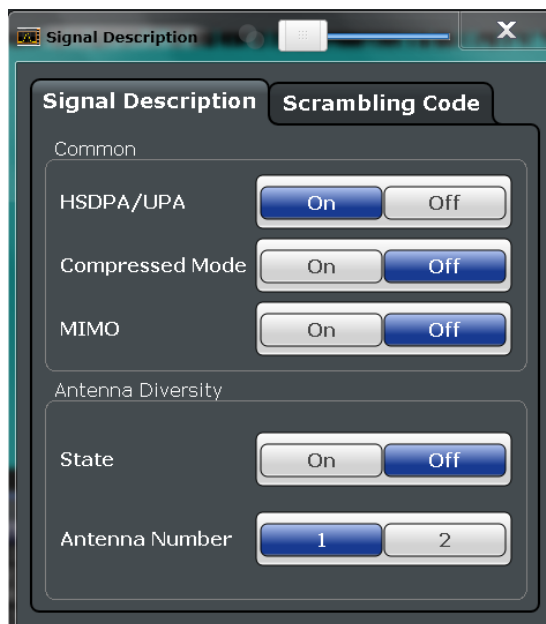 Signal Description
X
Signal Description Scrambling Code
Common
HSDPA/UPA On Off
Compressed Mode On Off
MIMO On Off
Antenna Diversity
State On Off
Antenna Number 1 2